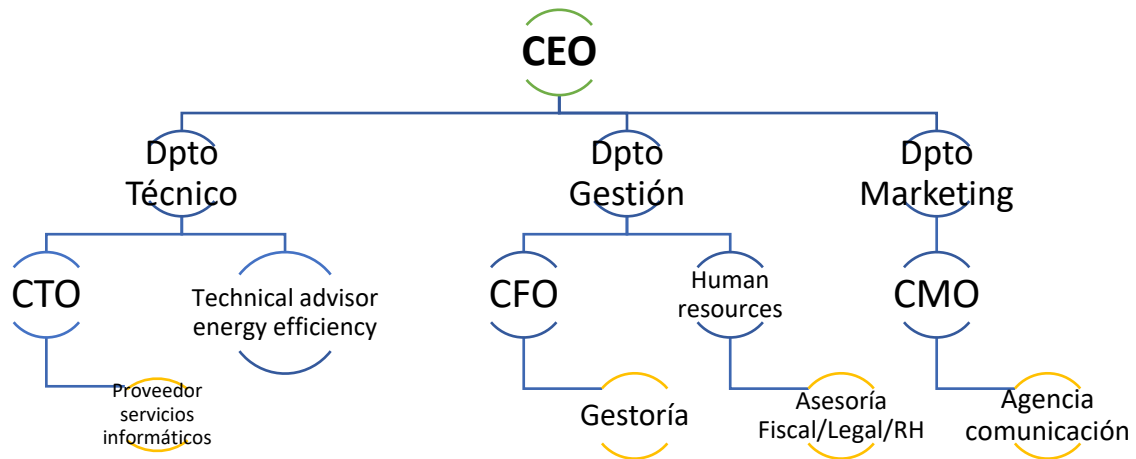 CEO
Dpto
Técnico
Dpto
Gestión
Dpto
Marketing
CTO
Technical advisor
energy efficiency
CFO
Human
resources
CMO
Proveedor
servicios
informáticos
Gestoría
Asesoría
Fiscal/Legal/RH
Agencia
comunicación